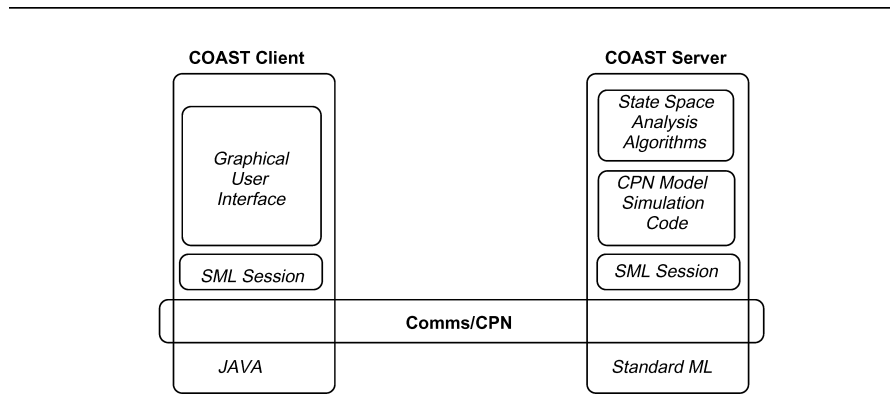 COAST Client
COAST Server
Graphical
User
Interface
State Space
Analysis
Algorithms
CPN Model
Simulation
Code
SML Session
SML Session
Comms/CPN
JAVA
Standard ML